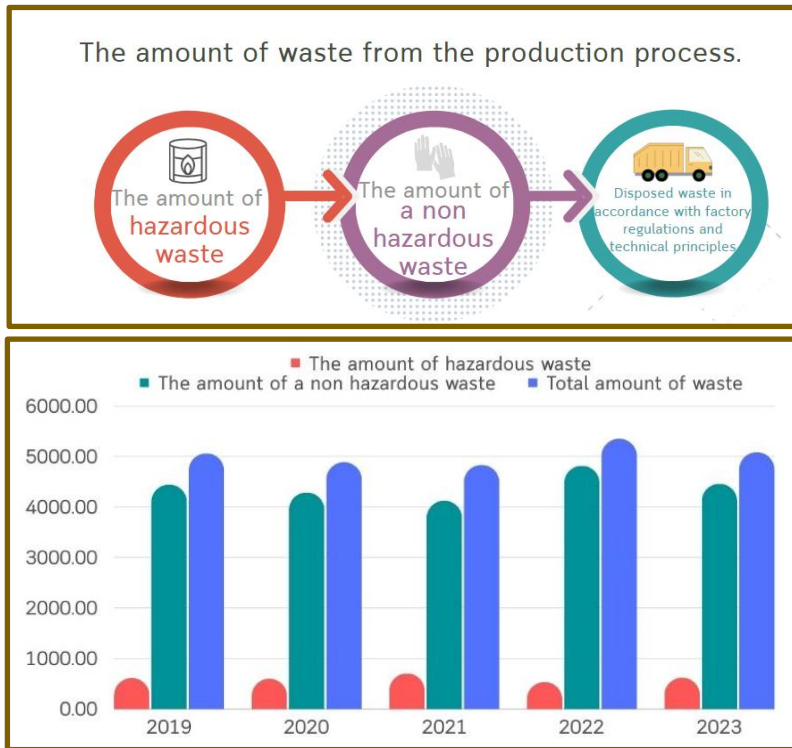 The amount of waste from the production process.
The amount of
hazardous
waste
The amount of
a non
hazardous
waste
Disposed waste in
accordance with factory
regulations and
technical principles.
The amount of hazardous waste
The amount of a non hazardous waste
Total amount of waste
6000.00
5000.00
4000.00
3000.00
2000.00
1000.00
0.00
2019
2020
2021
2022
2023